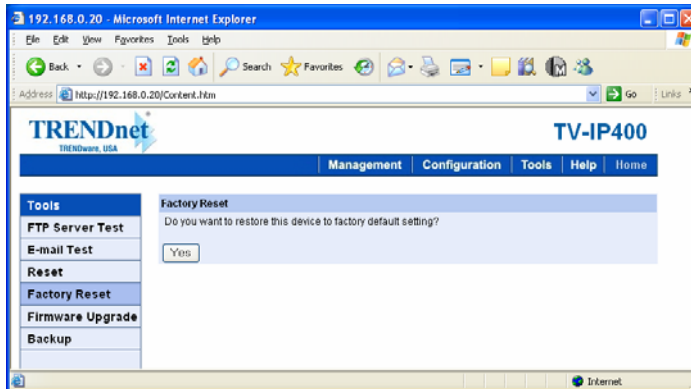 192.168.0.20 - Microsoft Internet Explorer
File Edit View Favorites Tools Help
Back Search Favorites
Address http://192.168.0.20/Content.htm Go Links
TRENDnet
TRENDware, USA
TV-IP400
Management Configuration Tools Help Home
Tools
FTP Server Test
E-mail Test
Reset
Factory Reset
Firmware Upgrade
Backup
Factory Reset
Do you want to restore this device to factory default setting?
Yes
Internet